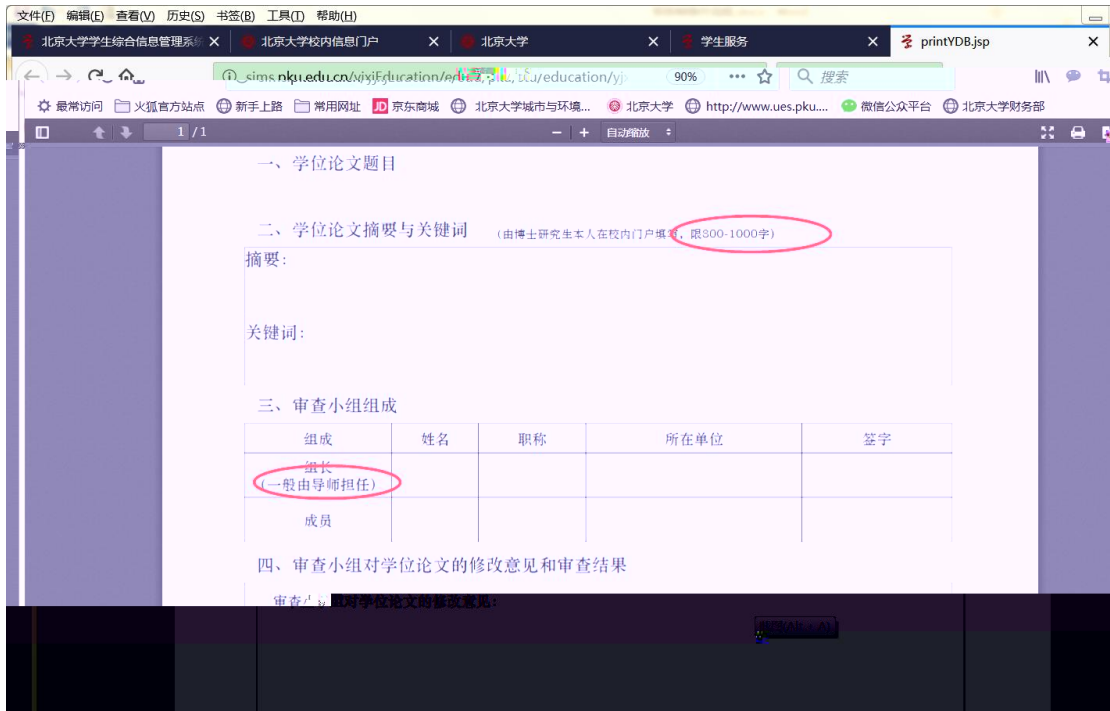 文件(F) 编辑(E) 查看(V) 历史(S) 书签(B) 工具(T) 帮助(H)
北京大学学生综合信息管理系统 北京大学校内信息门户 北京大学 学生服务 printYDB.jsp
90% 搜索
最常访问 火狐官方站点 新手上路 常用网址 JD 京东商城 北京大学城市与环境... 北京大学 http://www.ues.pku.... 微信公众平台 北京大学财务部
1 / 1 自动缩放
一、学位论文题目
二、学位论文摘要与关键词 (由博士研究生本人在校内门户填写，限800-1000字)
摘要:
关键词:
三、审查小组组成
组成 姓名 职称 所在单位 签字
组长
(一般由导师担任)
成员
四、审查小组对学位论文的修改意见和审查结果
审查小组对学位论文的修改意见: